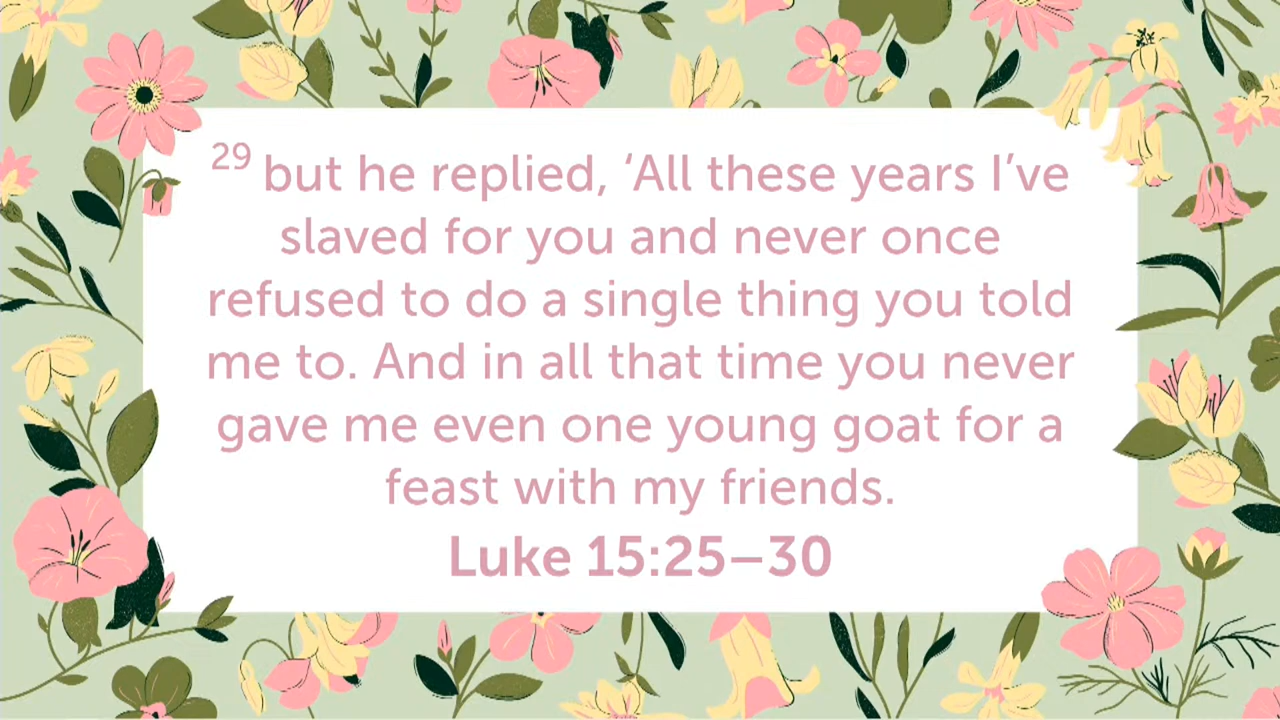 29 but he replied, ‘All these years I’ve
slaved for you and never once
refused to do a single thing you told
me to. And in all that time you never
gave me even one young goat for a
feast with my friends.
Luke 15:25–30